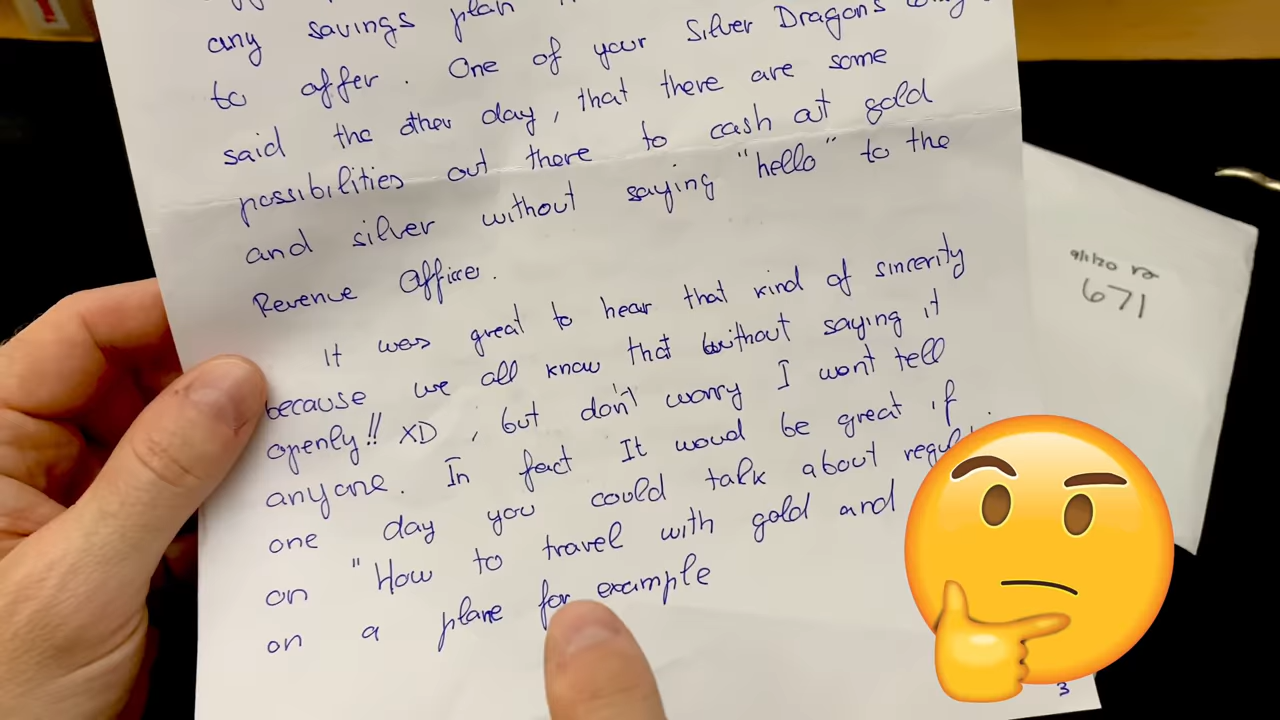 any savings plan
to offer. One of your Silver Dragons
said the other day, that there are some
possibilities out there to cash at gold
and silver without saying "hello" to the
Revenue Office.
It was great to hear that kind of sincerity
because we all know that without saying it
openly!! XD, but don't worry I wont tell
anyone. In fact It woud be great if
one day you could talk about
on "How to travel with gold and
on a plane for example
3
9/1/20
671